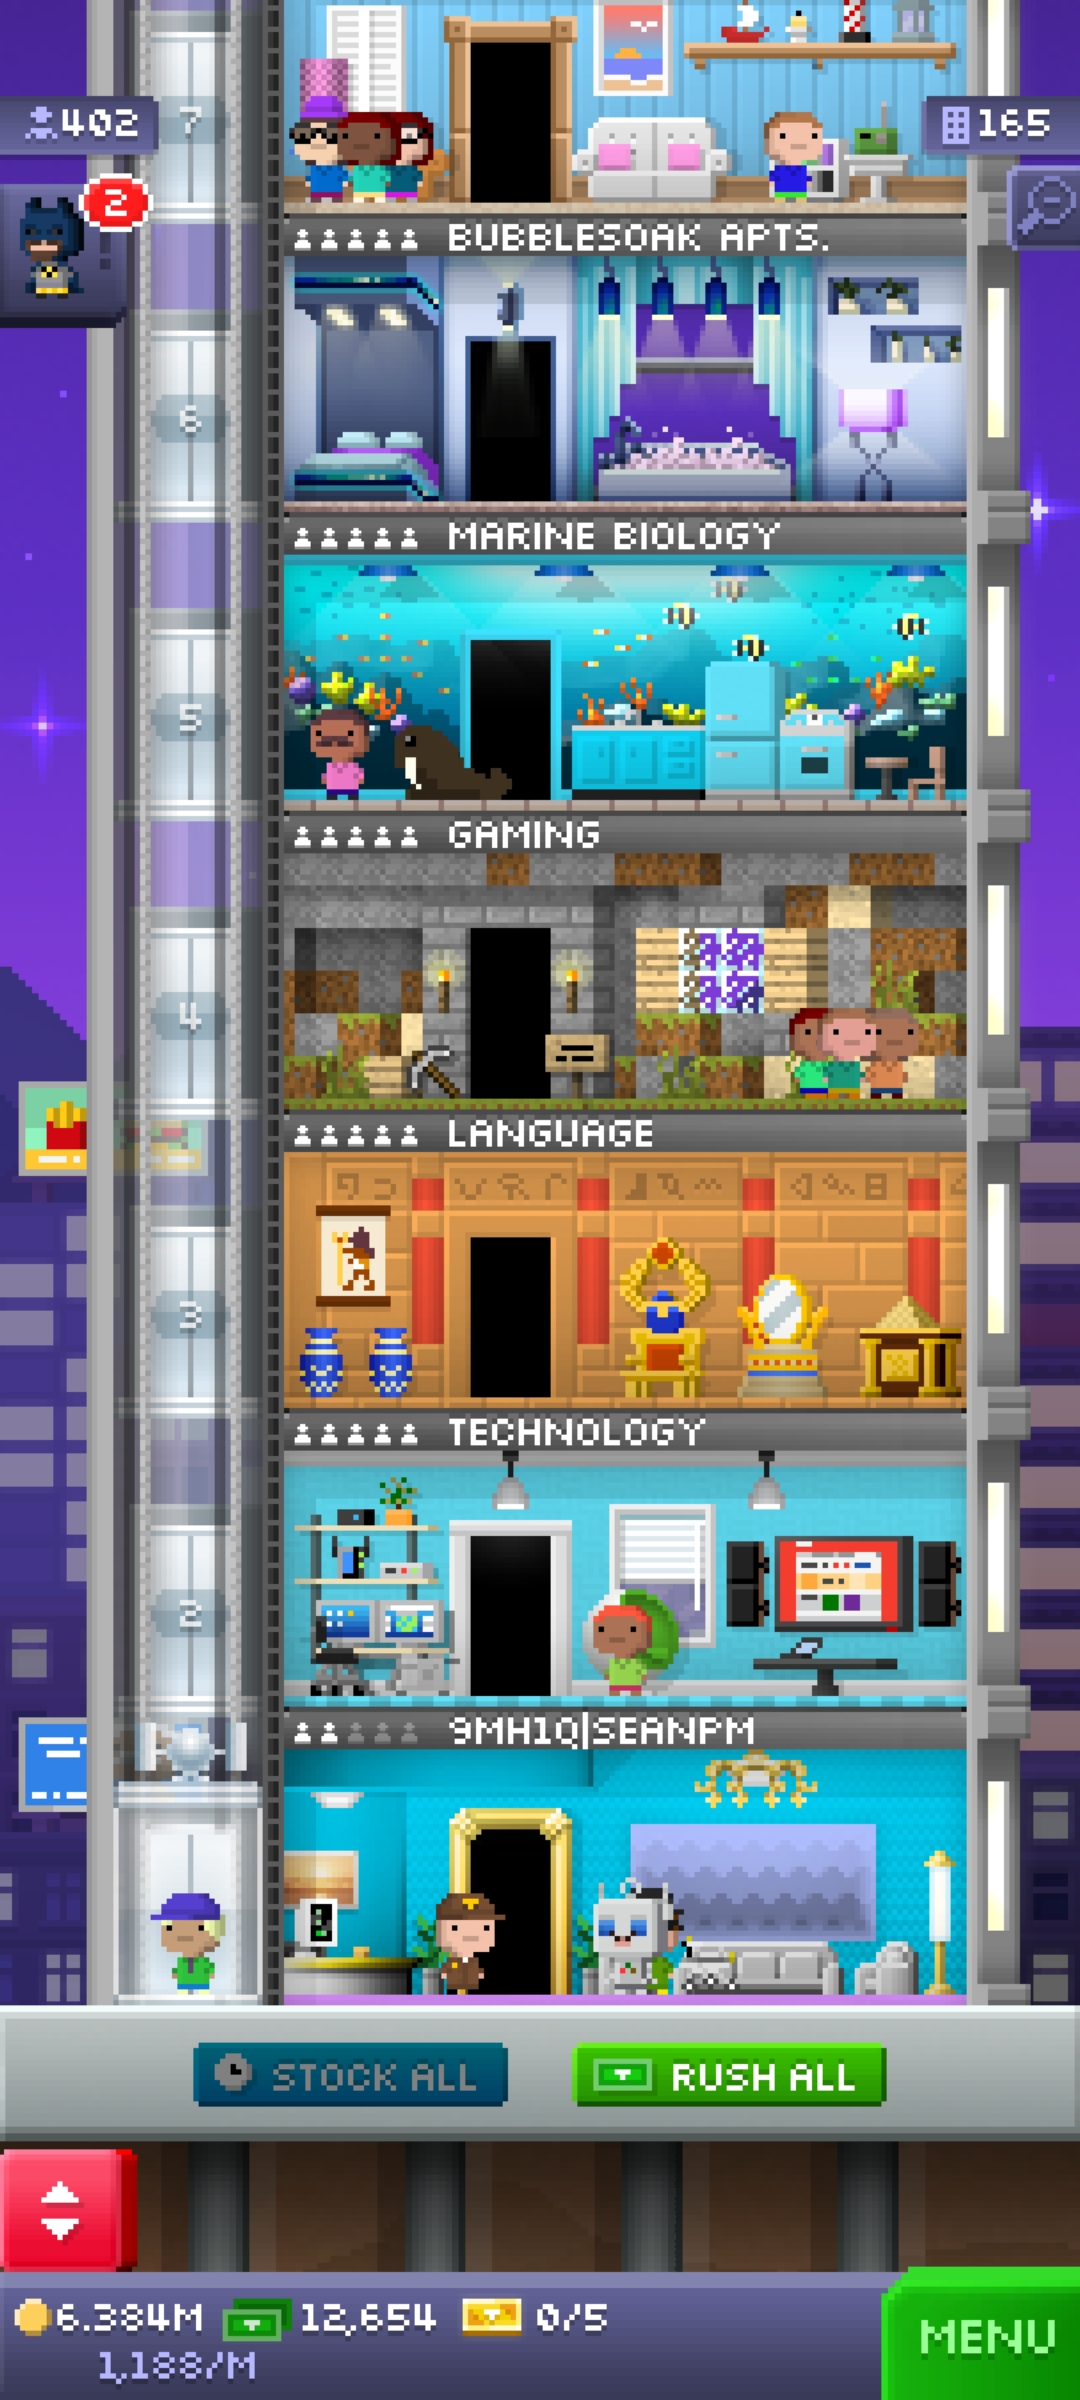 7
402
165
2
BUBBLESOAK APTS.
6
MARINE BIOLOGY
5
GAMING
4
LANGUAGE
3
TECHNOLOGY
2
9MH1Q|SEANPM
STOCK ALL
RUSH ALL
6.384M
12,654
0/5
1,188/M
MENU